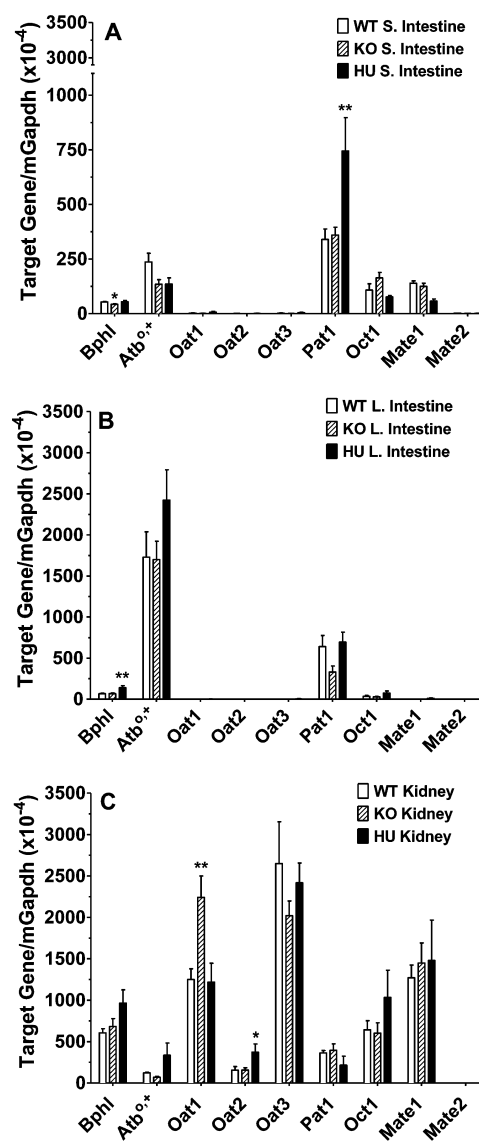 A
WT S. Intestine
KO S. Intestine
HU S. Intestine
Target Gene/mGapdh (x10⁻⁴)
3500
3000
1000
750
500
250
0
*
**
Bphl
Atb⁰,⁺
Oat1
Oat2
Oat3
Pat1
Oct1
Mate1
Mate2
B
WT L. Intestine
KO L. Intestine
HU L. Intestine
Target Gene/mGapdh (x10⁻⁴)
3500
3000
2500
2000
1500
1000
500
0
**
Bphl
Atb⁰,⁺
Oat1
Oat2
Oat3
Pat1
Oct1
Mate1
Mate2
C
WT Kidney
KO Kidney
HU Kidney
Target Gene/mGapdh (x10⁻⁴)
3500
3000
2500
2000
1500
1000
500
0
**
*
Bphl
Atb⁰,⁺
Oat1
Oat2
Oat3
Pat1
Oct1
Mate1
Mate2